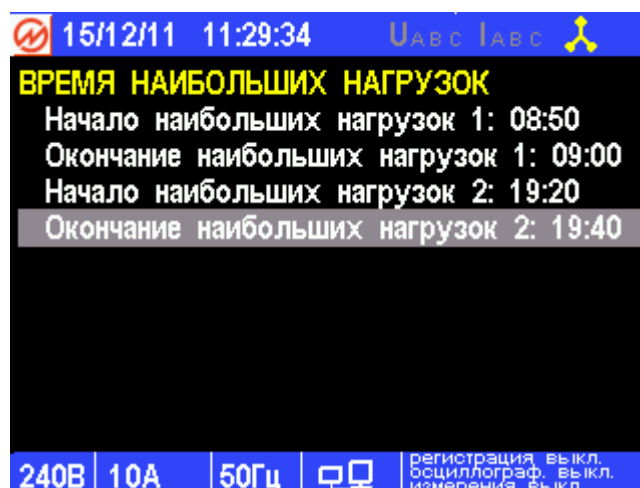 15/12/11 11:29:34 UABC IABC
ВРЕМЯ НАИБОЛЬШИХ НАГРУЗОК
Начало наибольших нагрузок 1: 08:50
Окончание наибольших нагрузок 1: 09:00
Начало наибольших нагрузок 2: 19:20
Окончание наибольших нагрузок 2: 19:40
240В 10А 50Гц регистрация выкл.
осциллограф. выкл.
измерения выкл.